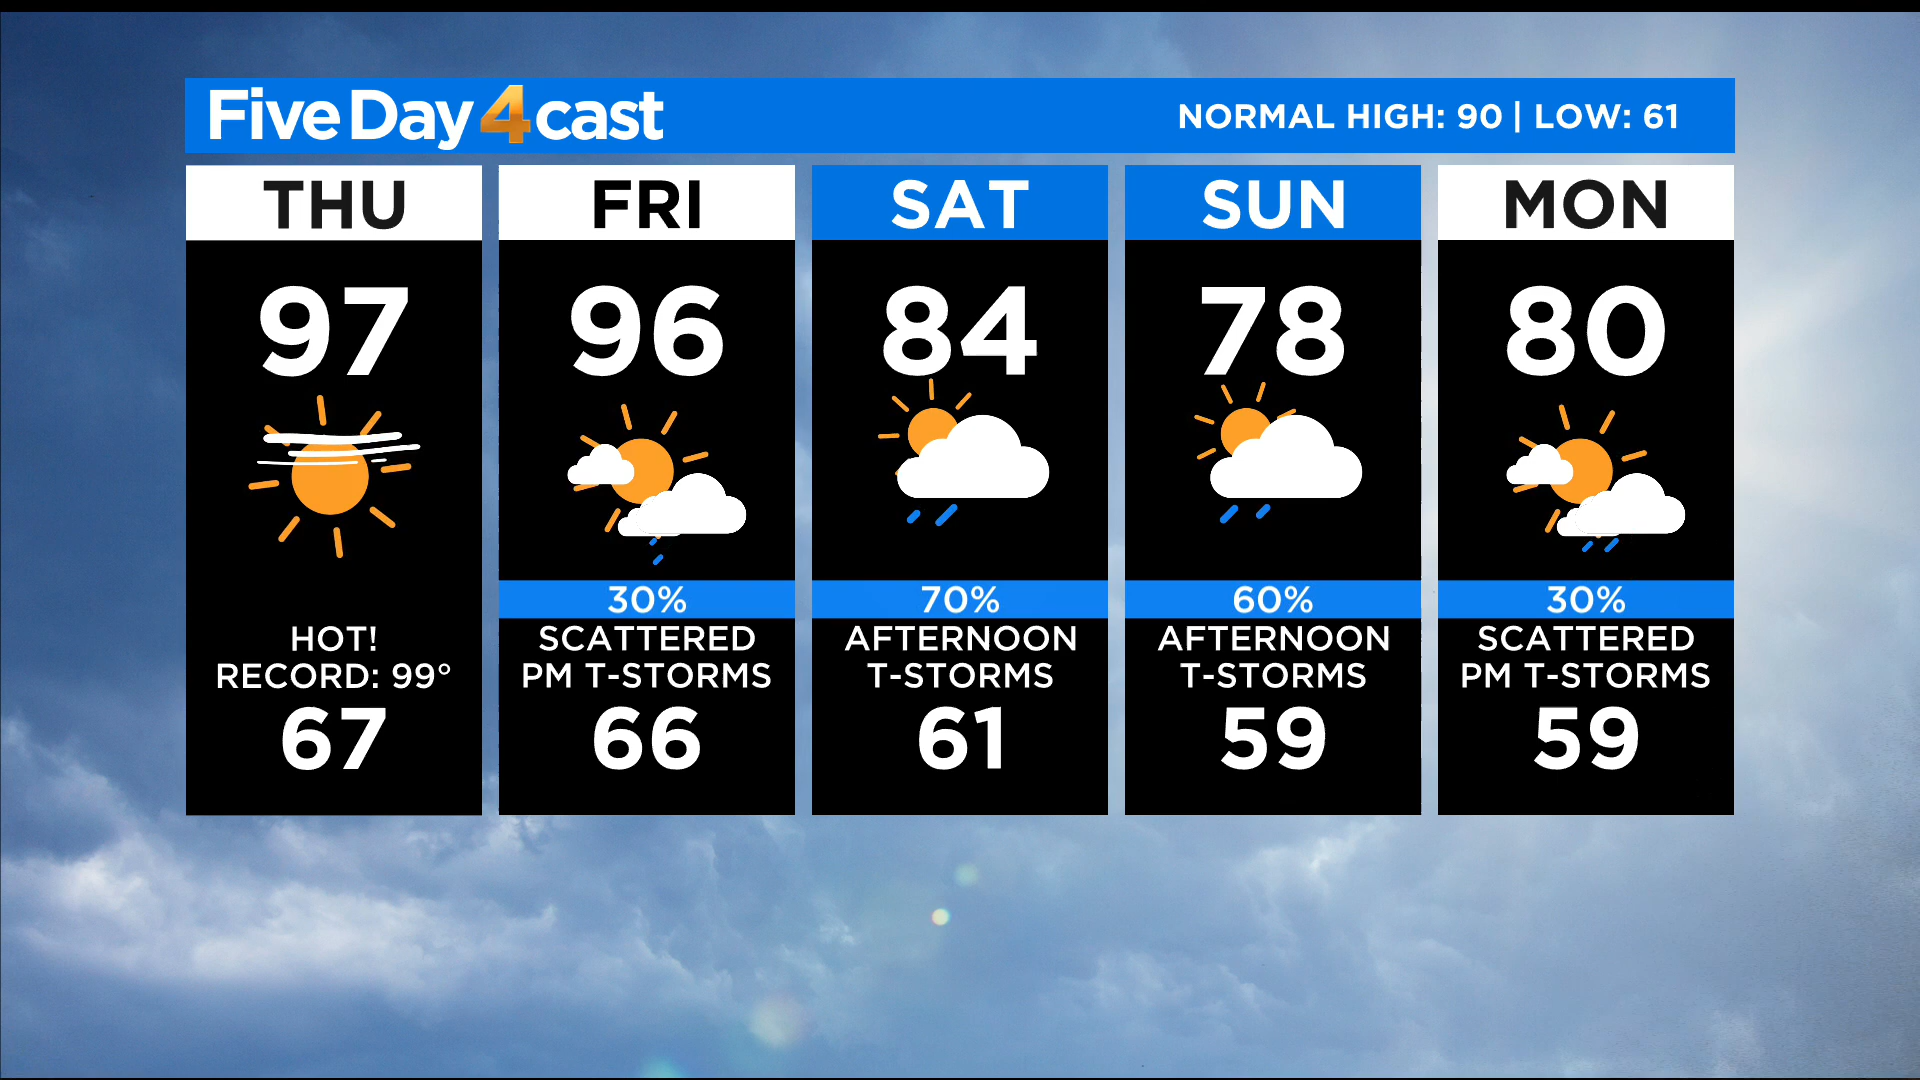 Five Day 4cast
NORMAL HIGH: 90 | LOW: 61
THU
97
HOT!
RECORD: 99°
67
FRI
96
30%
SCATTERED
PM T-STORMS
66
SAT
84
70%
AFTERNOON
T-STORMS
61
SUN
78
60%
AFTERNOON
T-STORMS
59
MON
80
30%
SCATTERED
PM T-STORMS
59